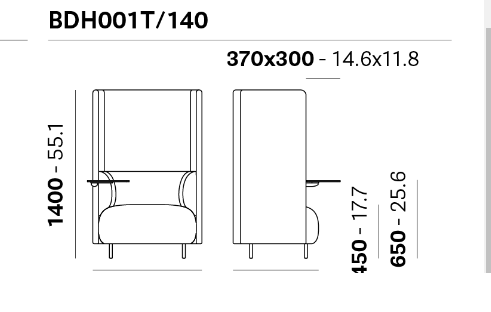 BDH001T/140
370x300 - 14.6x11.8
1400 - 55.1
450 - 17.7
650 - 25.6